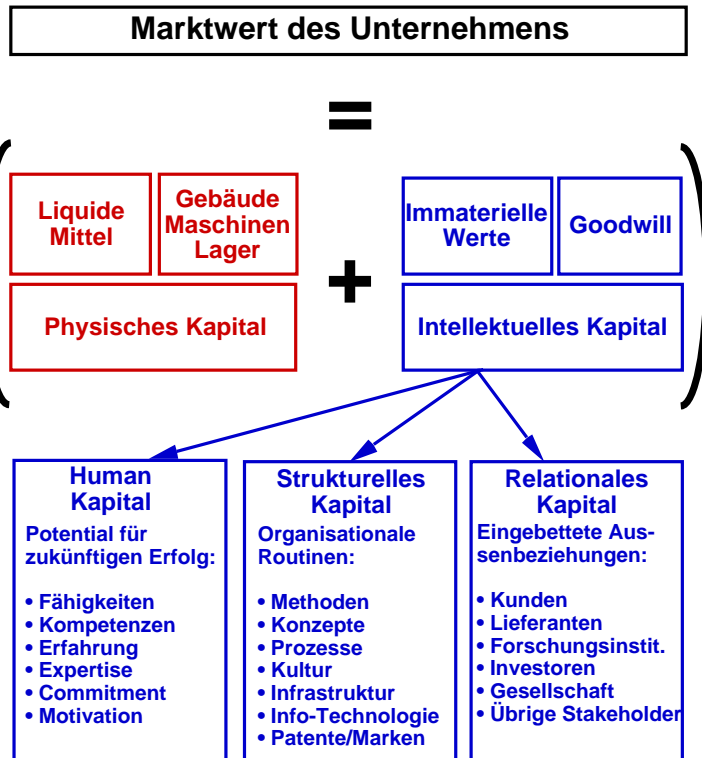 Marktwert des Unternehmens
=
Liquide
Mittel
Gebäude
Maschinen
Lager
Physisches Kapital
+
Immaterielle
Werte
Goodwill
Intellektuelles Kapital
Human
Kapital
Potential für
zukünftigen Erfolg:
• Fähigkeiten
• Kompetenzen
• Erfahrung
• Expertise
• Commitment
• Motivation
Strukturelles
Kapital
Organisationale
Routinen:
• Methoden
• Konzepte
• Prozesse
• Kultur
• Infrastruktur
• Info-Technologie
• Patente/Marken
Relationales
Kapital
Eingebettete Aus-
senbeziehungen:
• Kunden
• Lieferanten
• Forschungsinstit.
• Investoren
• Gesellschaft
• Übrige Stakeholder